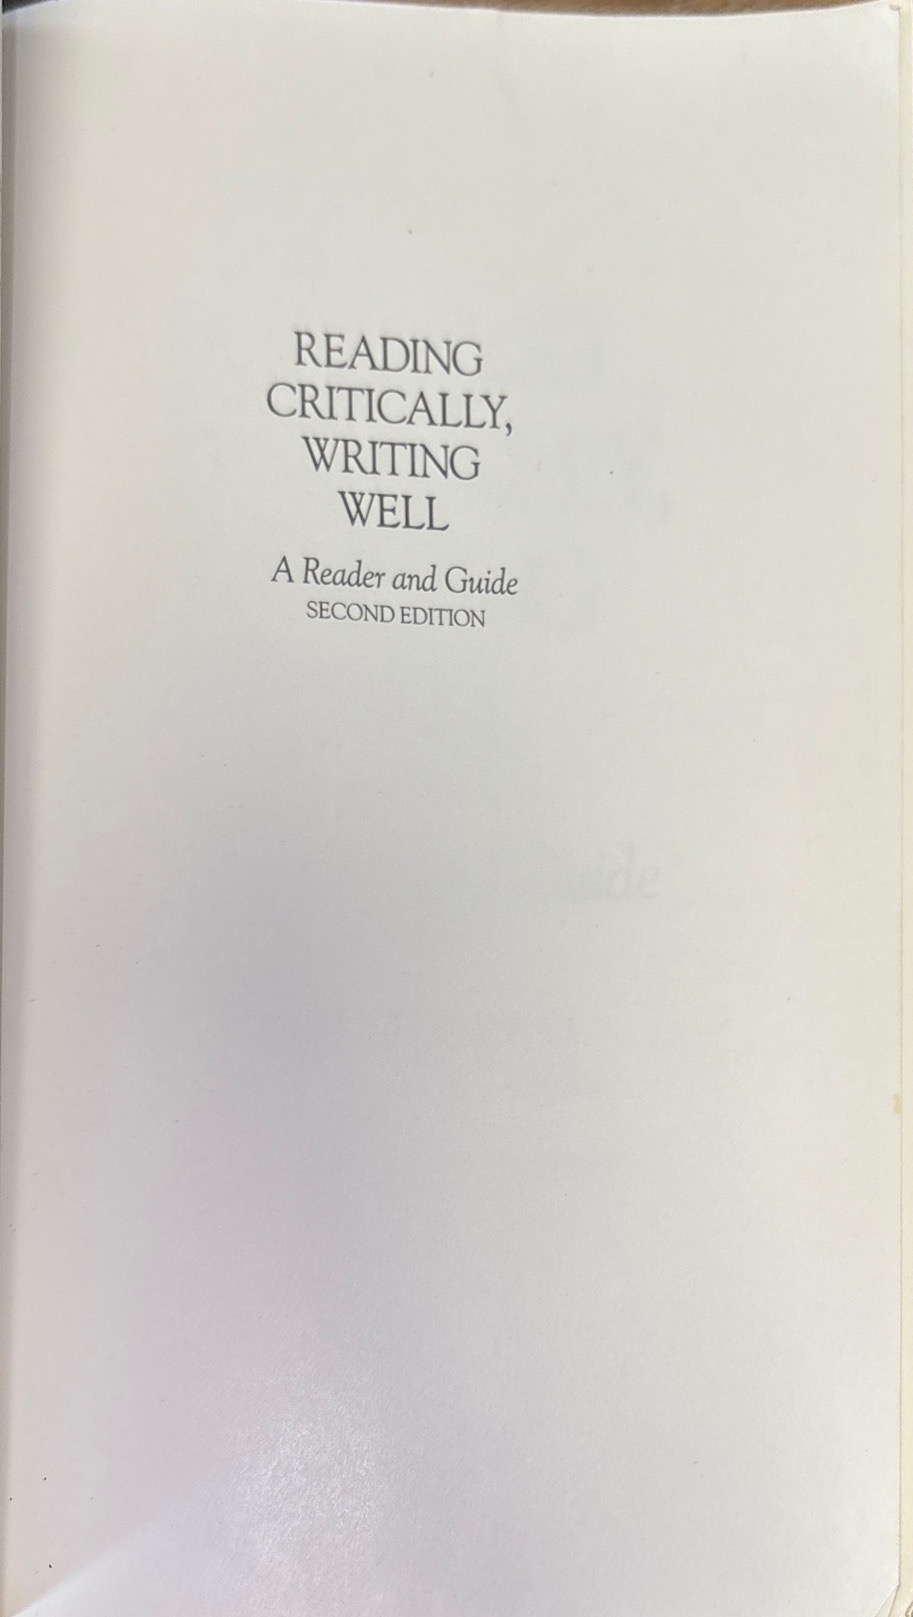 READING
CRITICALLY,
WRITING
WELL
A Reader and Guide
SECOND EDITION